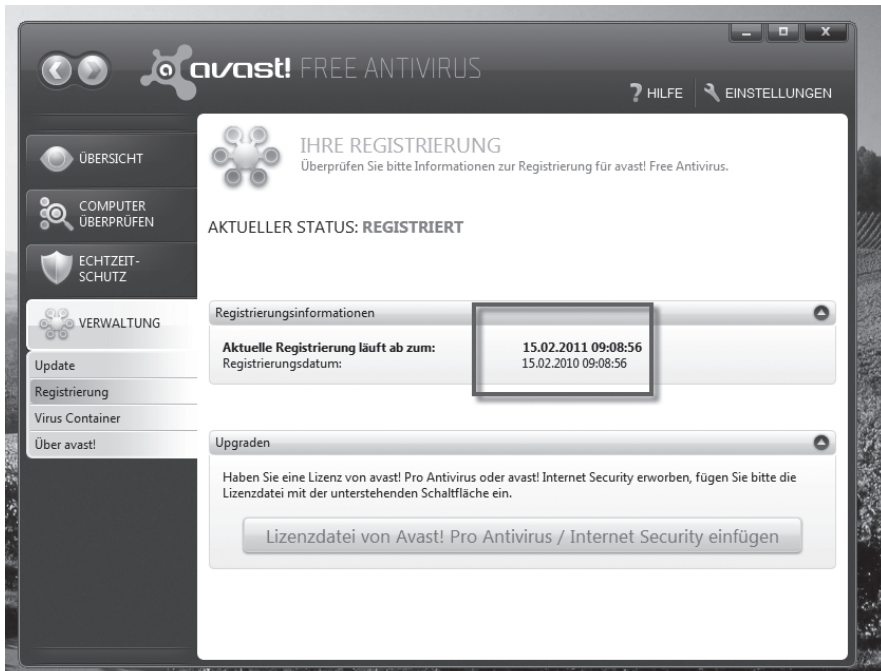 avast! FREE ANTIVIRUS
? HILFE
EINSTELLUNGEN
ÜBERSICHT
COMPUTER
ÜBERPRÜFEN
ECHTZEIT-
SCHUTZ
VERWALTUNG
Update
Registrierung
Virus Container
Über avast!
IHRE REGISTRIERUNG
Überprüfen Sie bitte Informationen zur Registrierung für avast! Free Antivirus.
AKTUELLER STATUS: REGISTRIERT
Registrierungsinformationen
Aktuelle Registrierung läuft ab zum: 15.02.2011 09:08:56
Registrierungsdatum: 15.02.2010 09:08:56
Upgraden
Haben Sie eine Lizenz von avast! Pro Antivirus oder avast! Internet Security erworben, fügen Sie bitte die
Lizenzdatei mit der unterstehenden Schaltfläche ein.
Lizenzdatei von Avast! Pro Antivirus / Internet Security einfügen